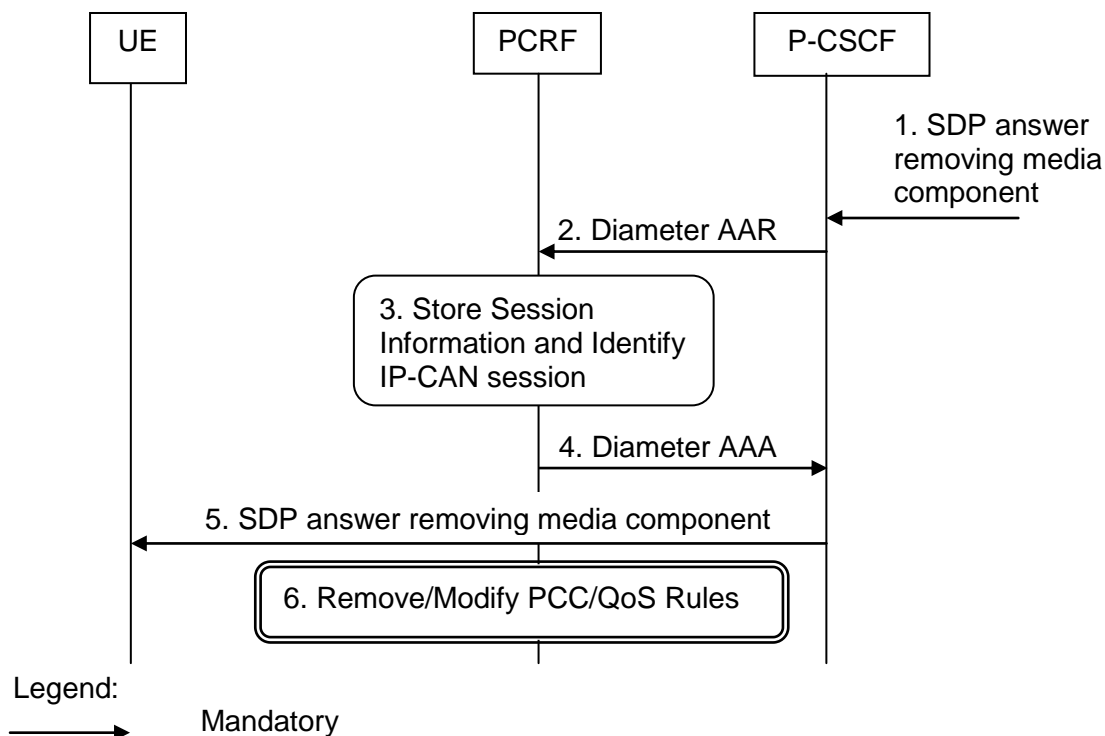 UE
PCRF
P-CSCF
1. SDP answer
removing media
component
2. Diameter AAR
3. Store Session
Information and Identify
IP-CAN session
4. Diameter AAA
5. SDP answer removing media component
6. Remove/Modify PCC/QoS Rules
Legend:
Mandatory